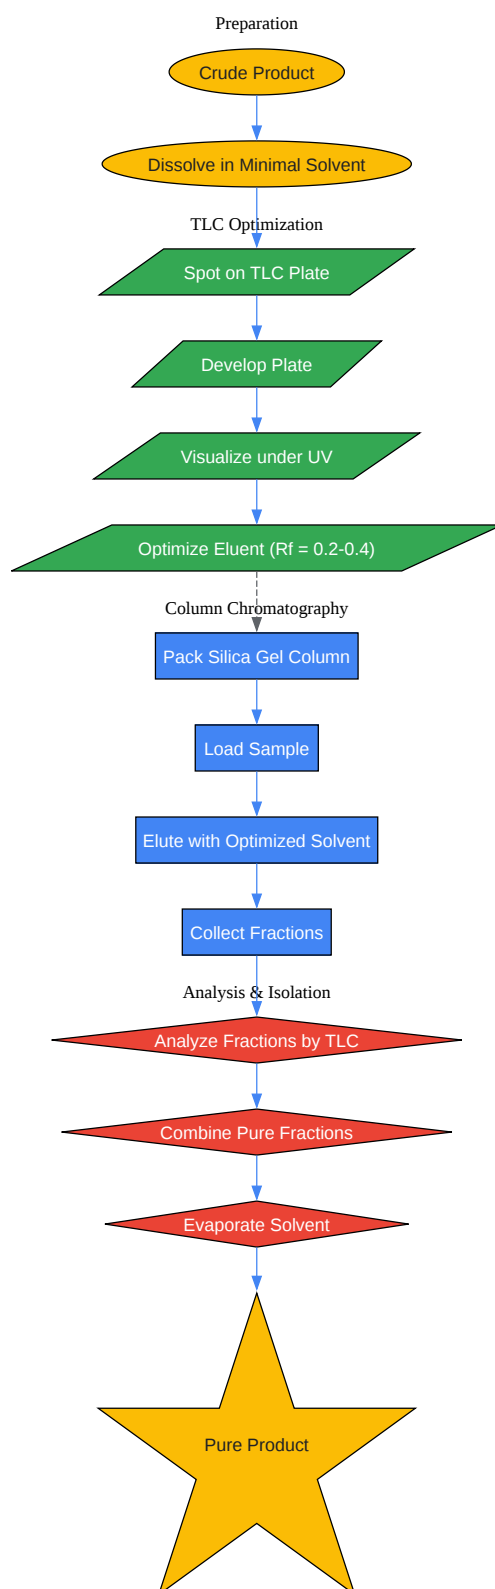 Preparation
Crude Product
Dissolve in Minimal Solvent
TLC Optimization
Spot on TLC Plate
Develop Plate
Visualize under UV
Optimize Eluent (Rf = 0.2-0.4)
Column Chromatography
Pack Silica Gel Column
Load Sample
Elute with Optimized Solvent
Collect Fractions
Analysis & Isolation
Analyze Fractions by TLC
Combine Pure Fractions
Evaporate Solvent
Pure Product